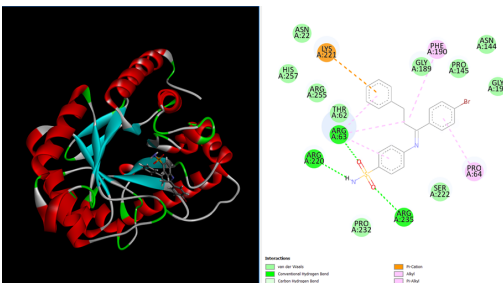 ASN
A:22
LYS
A:221
PHE
A:190
ASN
A:144
GLY
A:189
PRO
A:145
HIS
A:257
ARG
A:255
GLY
A:19
Br
THR
A:62
ARG
A:63
N
ARG
A:220
H
N
S
O
O
PRO
A:64
SER
A:222
ARG
A:235
PRO
A:232
Interactions
van der Waals
Conventional Hydrogen Bond
Carbon Hydrogen Bond
Pi-Cation
Alkyl
Pi-Alkyl